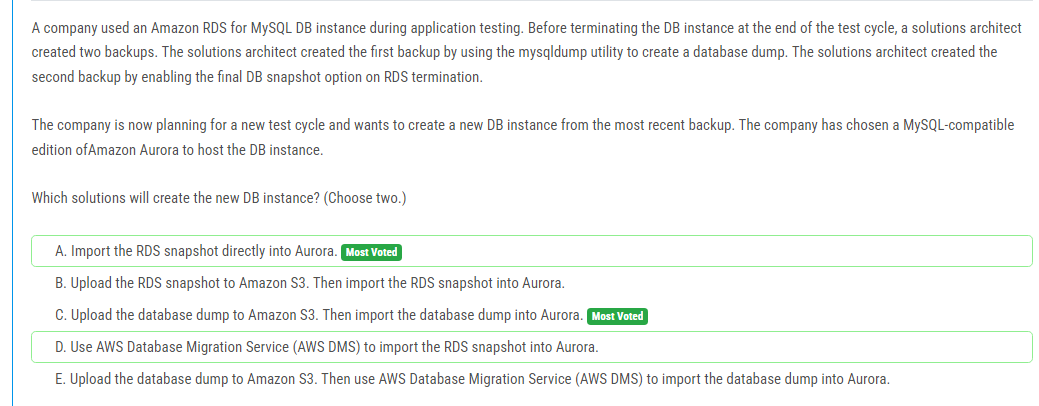 A company used an Amazon RDS for MySQL DB instance during application testing. Before terminating the DB instance at the end of the test cycle, a solutions architect
created two backups. The solutions architect created the first backup by using the mysqldump utility to create a database dump. The solutions architect created the
second backup by enabling the final DB snapshot option on RDS termination.
The company is now planning for a new test cycle and wants to create a new DB instance from the most recent backup. The company has chosen a MySQL-compatible
edition ofAmazon Aurora to host the DB instance.
Which solutions will create the new DB instance? (Choose two.)
A. Import the RDS snapshot directly into Aurora. Most Voted
B. Upload the RDS snapshot to Amazon S3. Then import the RDS snapshot into Aurora.
C. Upload the database dump to Amazon S3. Then import the database dump into Aurora. Most Voted
D. Use AWS Database Migration Service (AWS DMS) to import the RDS snapshot into Aurora.
E. Upload the database dump to Amazon S3. Then use AWS Database Migration Service (AWS DMS) to import the database dump into Aurora.